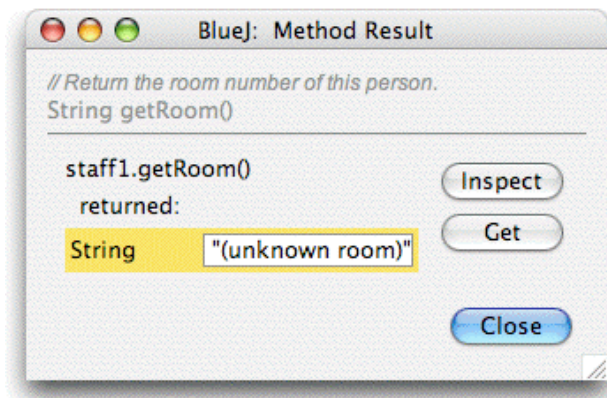 BlueJ: Method Result
// Return the room number of this person.
String getRoom()
staff1.getRoom()
returned:
String "(unknown room)"
Inspect
Get
Close